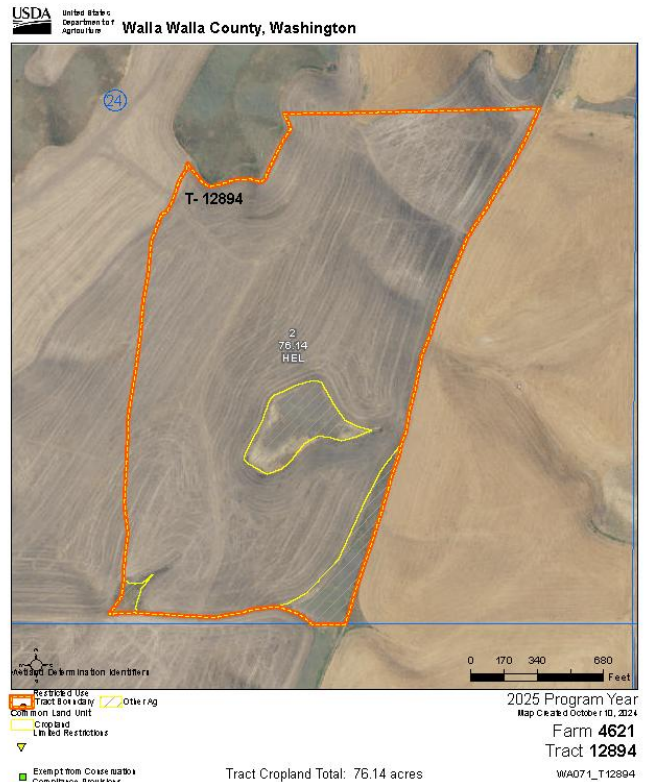 USDA
United States
Department of
Agriculture
Walla Walla County, Washington
24
T- 12894
2
76.14
HEL
0 170 340 680
Feet
Wetland Determination Identifiers
Restricted Use
Tract Boundary
Other Ag
Common Land Unit
Cropland
Limited Restrictions
Exempt from Conservation
Compliance Provisions
2025 Program Year
Map Created October 10, 2024
Farm 4621
Tract 12894
Tract Cropland Total: 76.14 acres
WA071_T12894